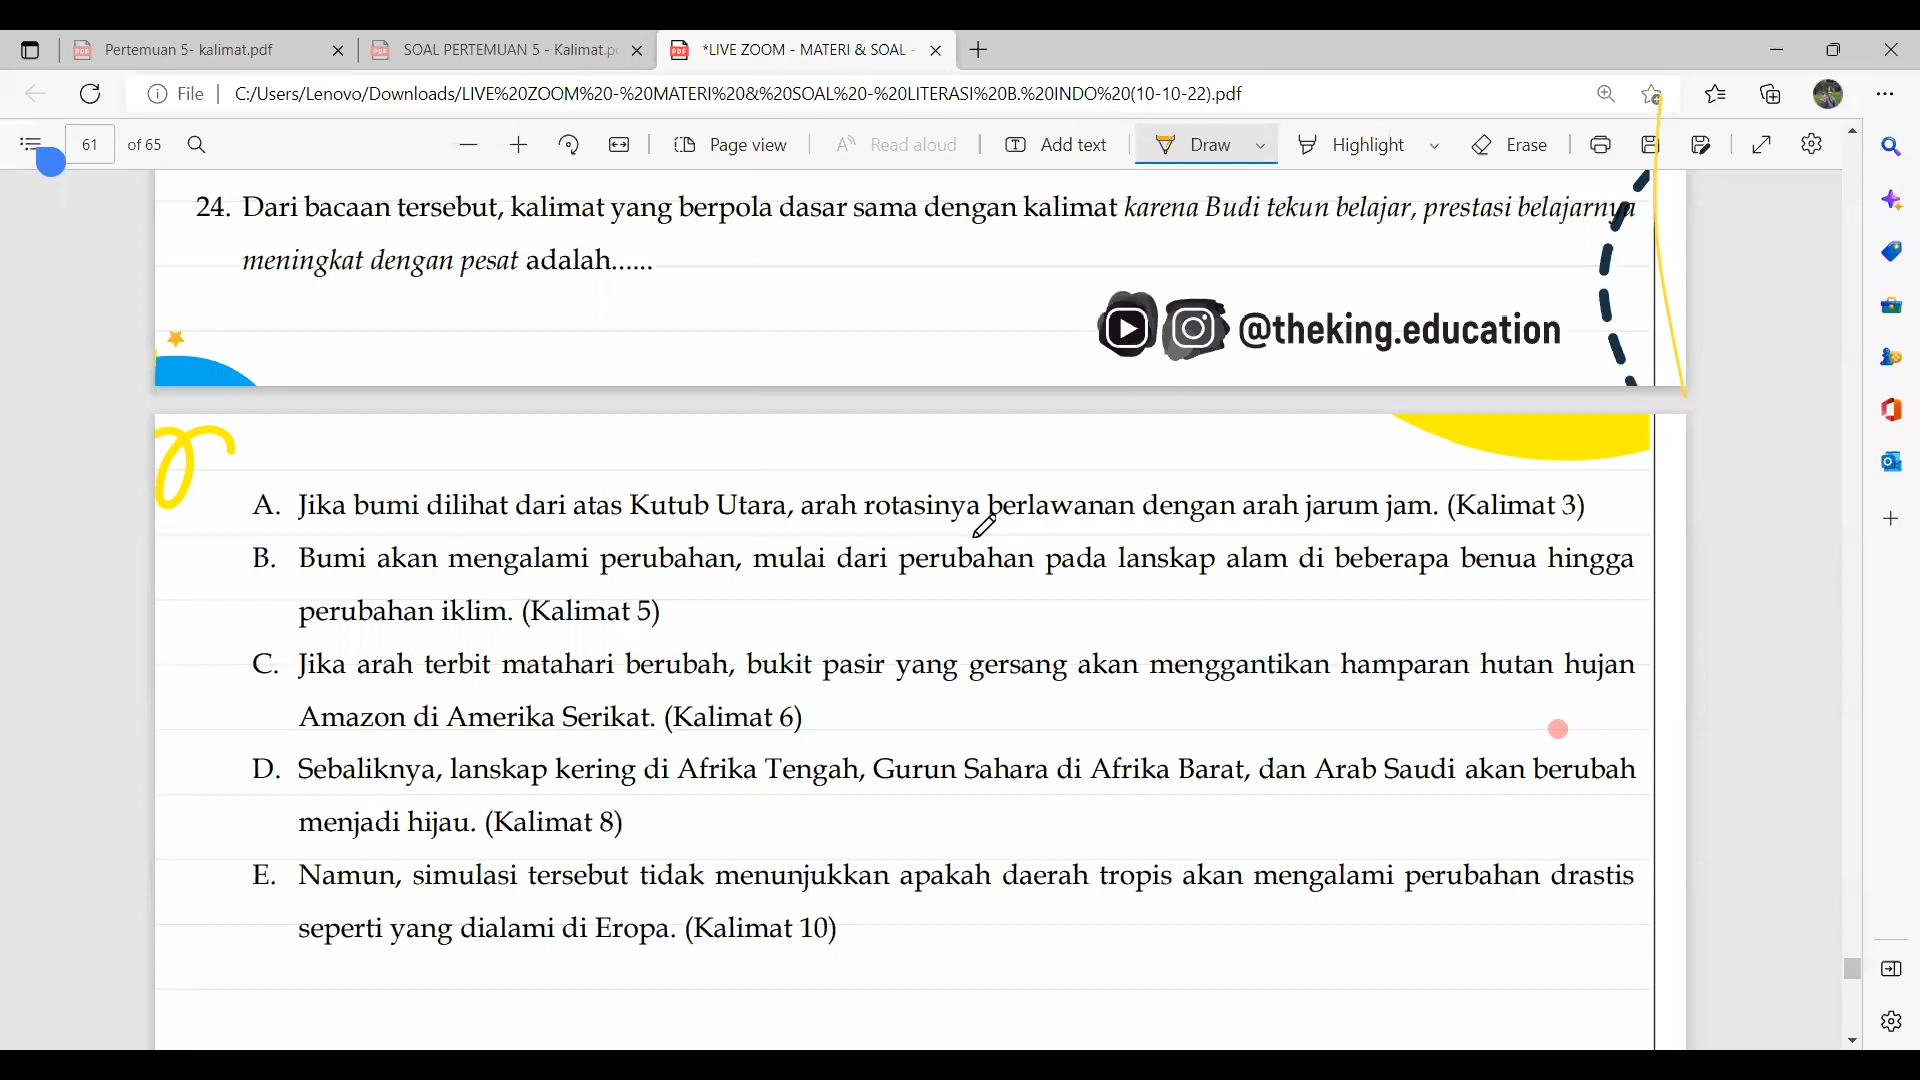 Pertemuan 5- kalimat.pdf
SOAL PERTEMUAN 5 - Kalimat.p
*LIVE ZOOM - MATERI & SOAL -
File
C:/Users/Lenovo/Downloads/LIVE%20ZOOM%20-%20MATERI%20&%20SOAL%20-%20LITERASI%20B.%20INDO%20(10-10-22).pdf
61 of 65
Page view
Read aloud
Add text
Draw
Highlight
Erase
24. Dari bacaan tersebut, kalimat yang berpola dasar sama dengan kalimat karena Budi tekun belajar, prestasi belajarnya
meningkat dengan pesat adalah......
@theking.education
A. Jika bumi dilihat dari atas Kutub Utara, arah rotasinya berlawanan dengan arah jarum jam. (Kalimat 3)
B. Bumi akan mengalami perubahan, mulai dari perubahan pada lanskap alam di beberapa benua hingga
perubahan iklim. (Kalimat 5)
C. Jika arah terbit matahari berubah, bukit pasir yang gersang akan menggantikan hamparan hutan hujan
Amazon di Amerika Serikat. (Kalimat 6)
D. Sebaliknya, lanskap kering di Afrika Tengah, Gurun Sahara di Afrika Barat, dan Arab Saudi akan berubah
menjadi hijau. (Kalimat 8)
E. Namun, simulasi tersebut tidak menunjukkan apakah daerah tropis akan mengalami perubahan drastis
seperti yang dialami di Eropa. (Kalimat 10)